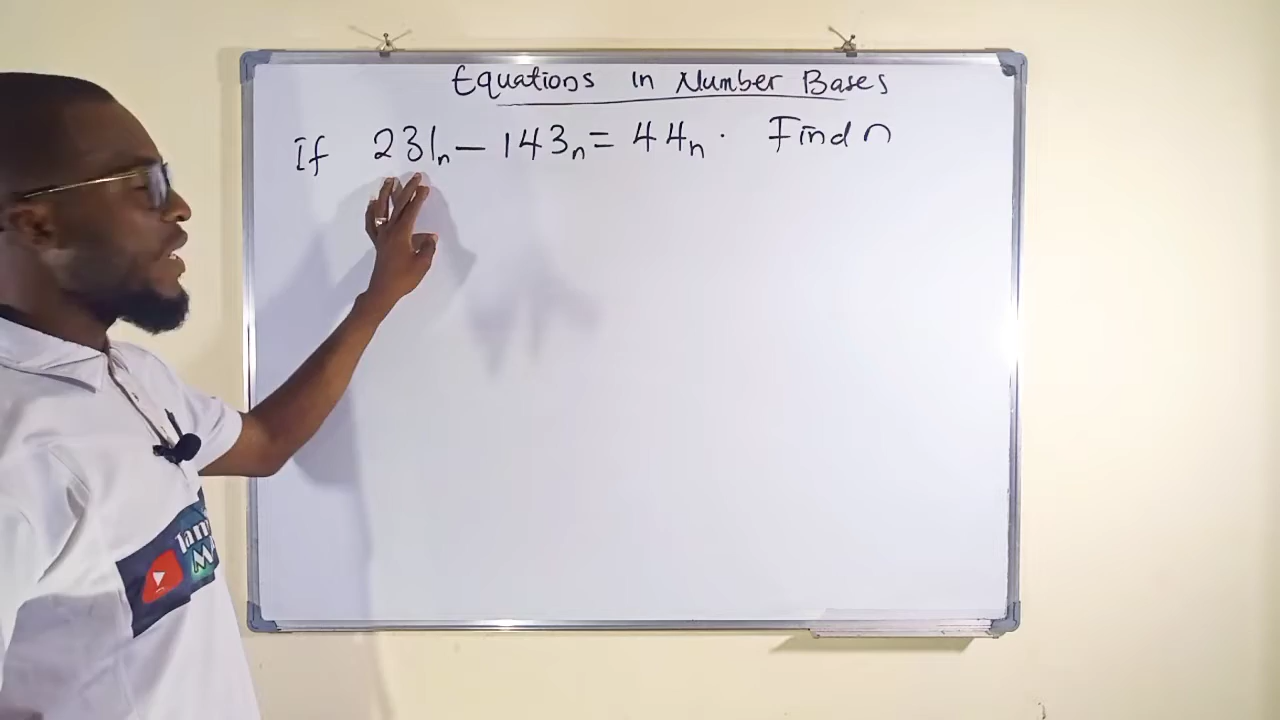 Equations in Number Bases
If 231ₙ – 143ₙ = 44ₙ. Find n